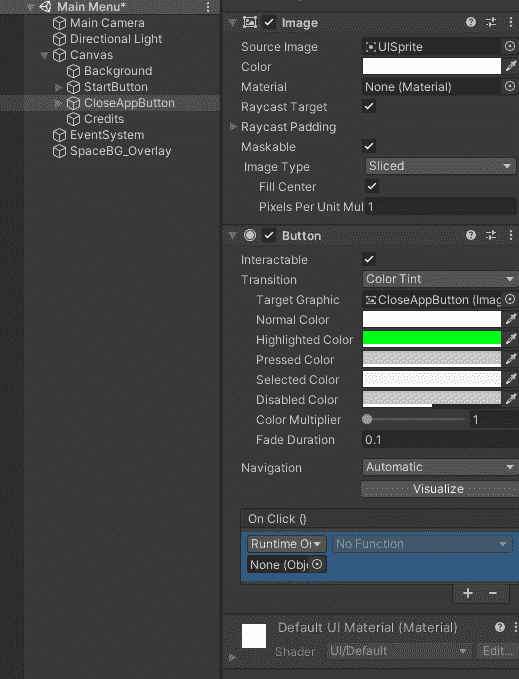 Main Menu*
Main Camera
Directional Light
Canvas
Background
StartButton
CloseAppButton
Credits
EventSystem
SpaceBG_Overlay
Image
Source Image UISprite
Color
Material None (Material)
Raycast Target
Raycast Padding
Maskable
Image Type Sliced
Fill Center
Pixels Per Unit Mul 1
Button
Interactable
Transition Color Tint
Target Graphic CloseAppButton (Imag
Normal Color
Highlighted Color
Pressed Color
Selected Color
Disabled Color
Color Multiplier 1
Fade Duration 0.1
Navigation Automatic
Visualize
On Click ()
Runtime On No Function
None (Obje
Default UI Material (Material)
Shader UI/Default Edit...